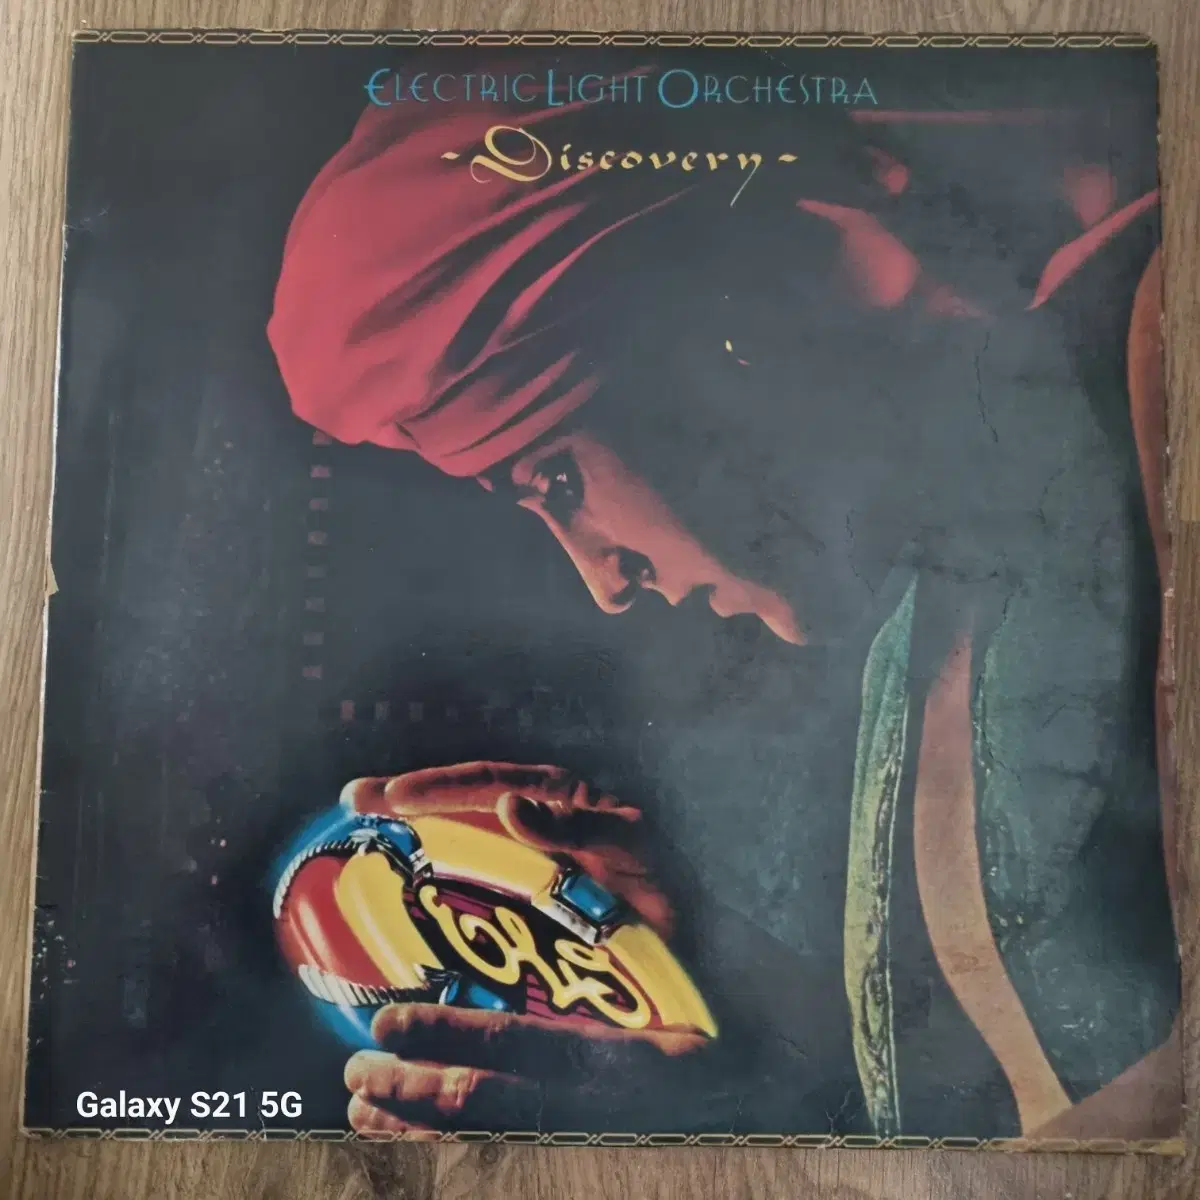 ELECTRIC LIGHT ORCHESTRA
-Discovery-
ELO
Galaxy S21 5G